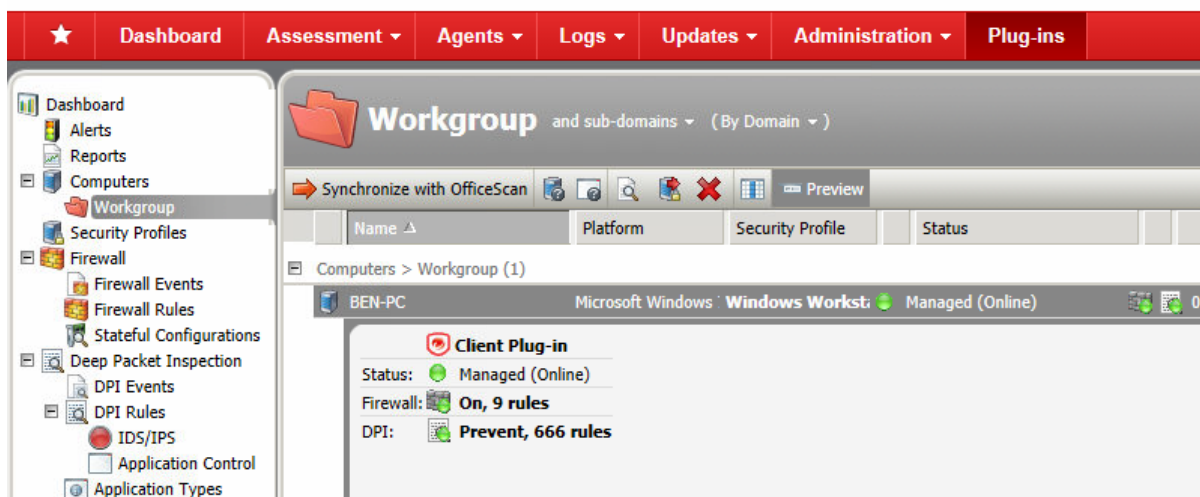 Dashboard Assessment Agents Logs Updates Administration Plug-ins
Dashboard
Alerts
Reports
Computers
Workgroup
Security Profiles
Firewall
Firewall Events
Firewall Rules
Stateful Configurations
Deep Packet Inspection
DPI Events
DPI Rules
IDS/IPS
Application Control
Application Types
Workgroup and sub-domains (By Domain)
Synchronize with OfficeScan Preview
Name Platform Security Profile Status
Computers > Workgroup (1)
BEN-PC Microsoft Windows Windows Worksta Managed (Online) 0
Client Plug-in
Status: Managed (Online)
Firewall: On, 9 rules
DPI: Prevent, 666 rules